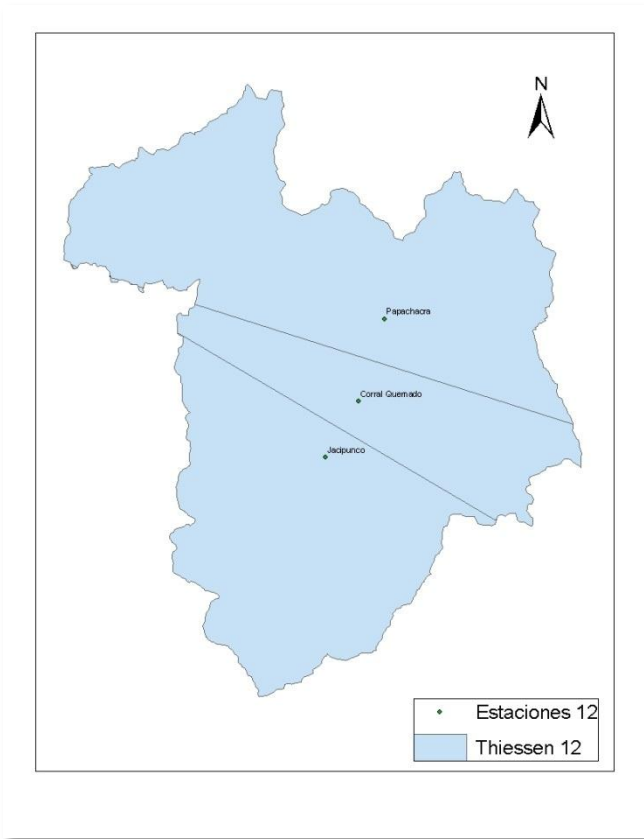 N
Papachacra
Corral Quemado
Jacipunco
Estaciones 12
Thiessen 12